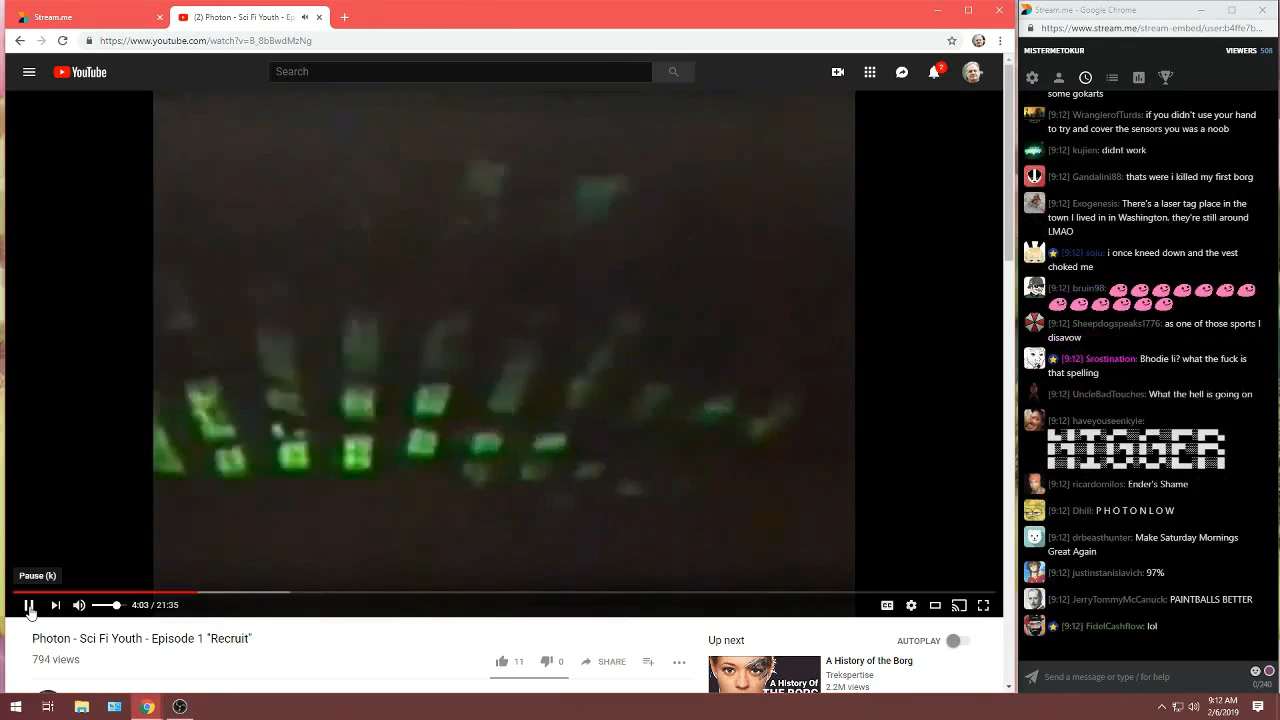 Stream.me
(2) Photon - Sci Fi Youth - Ep
Stream.me - Google Chrome
https://www.youtube.com/watch?v=B_8bBwdMzNg
https://www.stream.me/stream-embed/user:b4ffe7b...
MISTERMETOKUR
VIEWERS 508
YouTube
Search
2
some gokarts
[9:12] WranglerofTurds: if you didn't use your hand
to try and cover the sensors you was a noob
[9:12] kujien: didnt work
[9:12] Gandalini88: thats were i killed my first borg
[9:12] Exogenesis: There's a laser tag place in the
town I lived in in Washington. they're still around
LMAO
[9:12] soju: i once kneed down and the vest
choked me
[9:12] bruin98:
[9:12] Sheepdogspeaks1776: as one of those sports I
disavow
[9:12] Srostination: Bhodie li? what the fuck is
that spelling
[9:12] UncleBadTouches: What the hell is going on
[9:12] haveyouseenkyle:
NIGGER
[9:12] ricardomilos: Ender's Shame
[9:12] Dhill: P H O T O N L O W
[9:12] drbeasthunter: Make Saturday Mornings
Great Again
[9:12] justinstanislavich: 97%
[9:12] JerryTommyMcCanuck: PAINTBALLS BETTER
[9:12] FidelCashflow: lol
Pause (k)
4:03 / 21:35
CC
Photon - Sci Fi Youth - Episode 1 "Recruit"
794 views
11
0
SHARE
Up next
AUTOPLAY
A History Of
THE BORG
A History of the Borg
Trekspertise
2.2M views
Send a message or type / for help
0/240
9:12 AM
2/6/2019